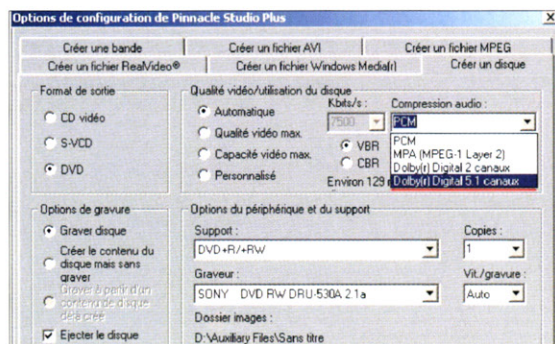 Options de configuration de Pinnacle Studio Plus
Créer une bande
Créer un fichier AVI
Créer un fichier MPEG
Créer un fichier RealVideo®
Créer un fichier Windows Media(r)
Créer un disque
Format de sortie
CD vidéo
S-VCD
DVD
Qualité vidéo/utilisation du disque
Automatique
Qualité vidéo max.
Capacité vidéo max.
Personnalisé
Kbits/s :
7500
VBR
CBR
Environ 129
Compression audio :
PCM
PCM
MPA (MPEG-1 Layer 2)
Dolby(r) Digital 2 canaux
Dolby(r) Digital 5.1 canaux
Options de gravure
Graver disque
Créer le contenu du
disque mais sans
graver
Graver à partir d'un
contenu de disque
déjà créé
Ejecter le disque
Options du périphérique et du support
Support :
DVD+R/+RW
Copies :
1
Graveur :
SONY DVD RW DRU-530A 2.1a
Vit./gravure :
Auto
Dossier images :
D:\Auxiliary Files\Sans titre